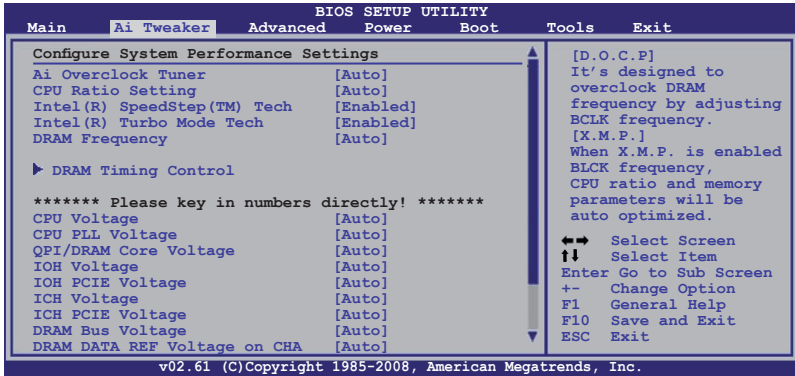 BIOS SETUP UTILITY
Main Ai Tweaker Advanced Power Boot Tools Exit
Configure System Performance Settings
Ai Overclock Tuner [Auto]
CPU Ratio Setting [Auto]
Intel(R) SpeedStep(TM) Tech [Enabled]
Intel(R) Turbo Mode Tech [Enabled]
DRAM Frequency [Auto]
DRAM Timing Control
******* Please key in numbers directly! *******
CPU Voltage [Auto]
CPU PLL Voltage [Auto]
QPI/DRAM Core Voltage [Auto]
IOH Voltage [Auto]
IOH PCIE Voltage [Auto]
ICH Voltage [Auto]
ICH PCIE Voltage [Auto]
DRAM Bus Voltage [Auto]
DRAM DATA REF Voltage on CHA [Auto]
[D.O.C.P]
It's designed to
overclock DRAM
frequency by adjusting
BCLK frequency.
[X.M.P.]
When X.M.P. is enabled
BLCK frequency,
CPU ratio and memory
parameters will be
auto optimized.
←→ Select Screen
↑↓ Select Item
Enter Go to Sub Screen
+- Change Option
F1 General Help
F10 Save and Exit
ESC Exit
v02.61 (C)Copyright 1985-2008, American Megatrends, Inc.